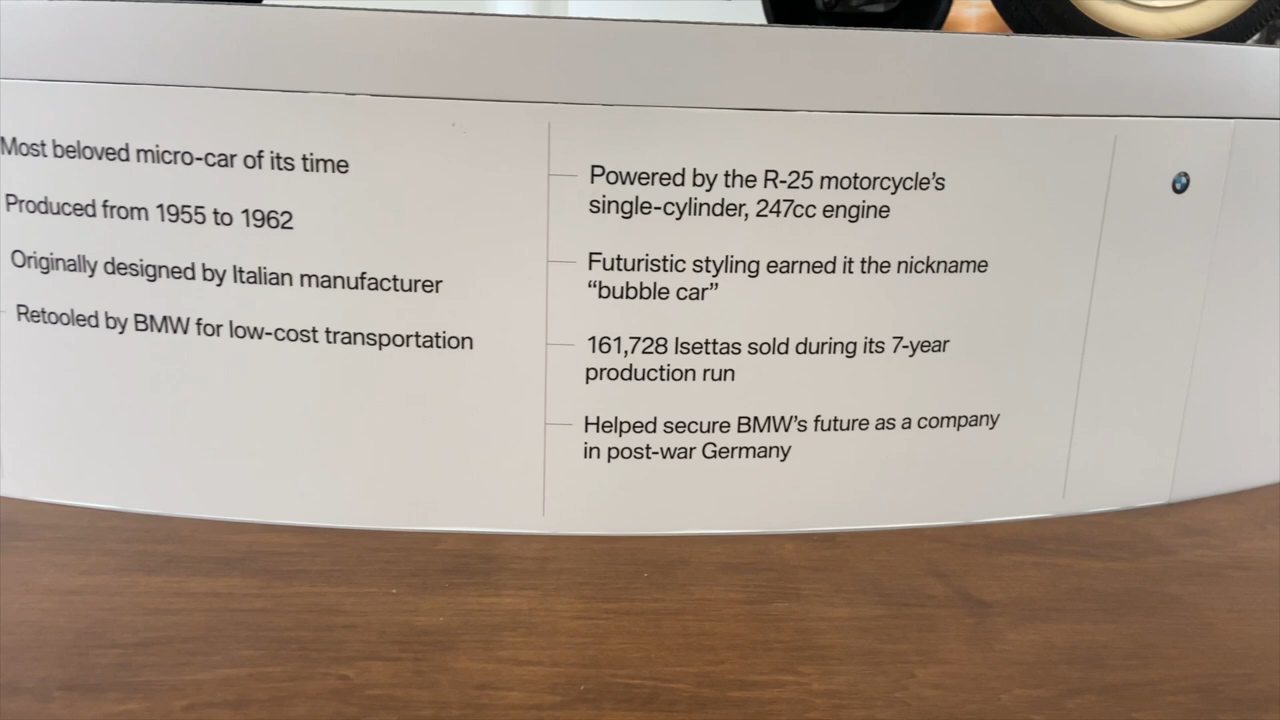 Most beloved micro-car of its time
Produced from 1955 to 1962
Originally designed by Italian manufacturer
Retooled by BMW for low-cost transportation
Powered by the R-25 motorcycle's
single-cylinder, 247cc engine
Futuristic styling earned it the nickname
“bubble car”
161,728 Isettas sold during its 7-year
production run
Helped secure BMW's future as a company
in post-war Germany